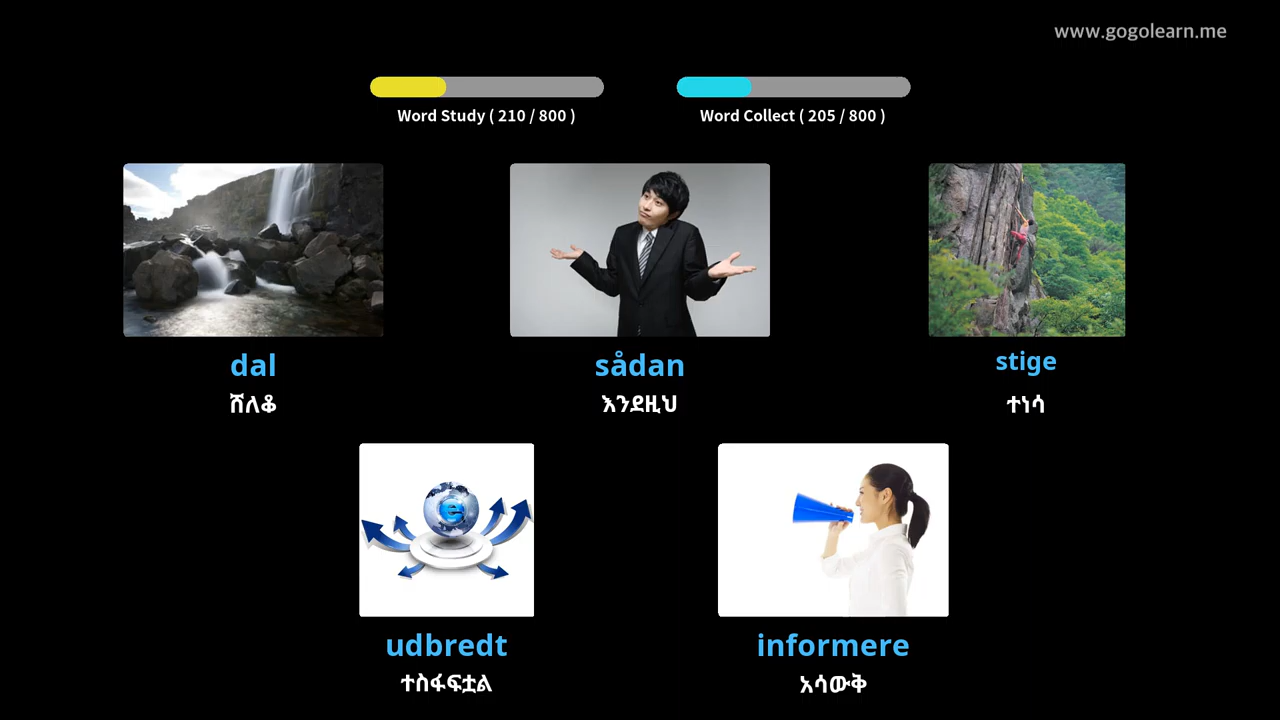 www.gogolearn.me
Word Study ( 210 / 800 )
Word Collect ( 205 / 800 )
dal
ሸለቆ
sådan
እንደዚህ
stige
ተነሳ
udbredt
ተስፋፍቷል
informere
አሳውቅ